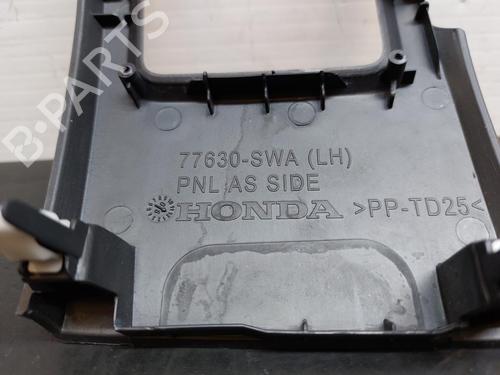 B-PARTS
77630-SWA (LH)
PNL AS SIDE
HONDA >PP-TD25<